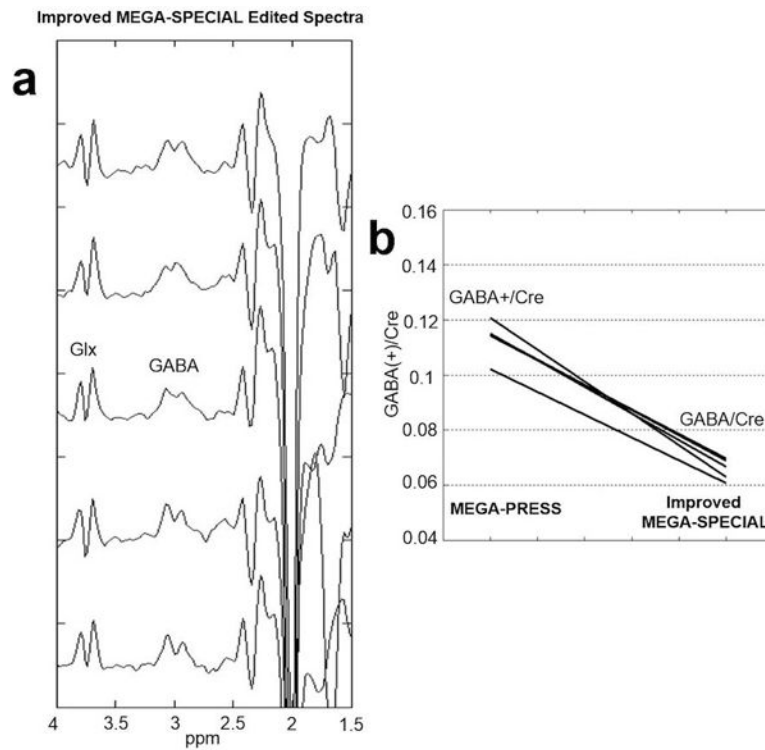 Improved MEGA-SPECIAL Edited Spectra
a
Glx
GABA
4 3.5 3 2.5 2 1.5
ppm
b
0.16
0.14
0.12
0.1
0.08
0.06
0.04
GABA(+)/Cre
GABA+/Cre
GABA/Cre
MEGA-PRESS
Improved
MEGA-SPECIAL